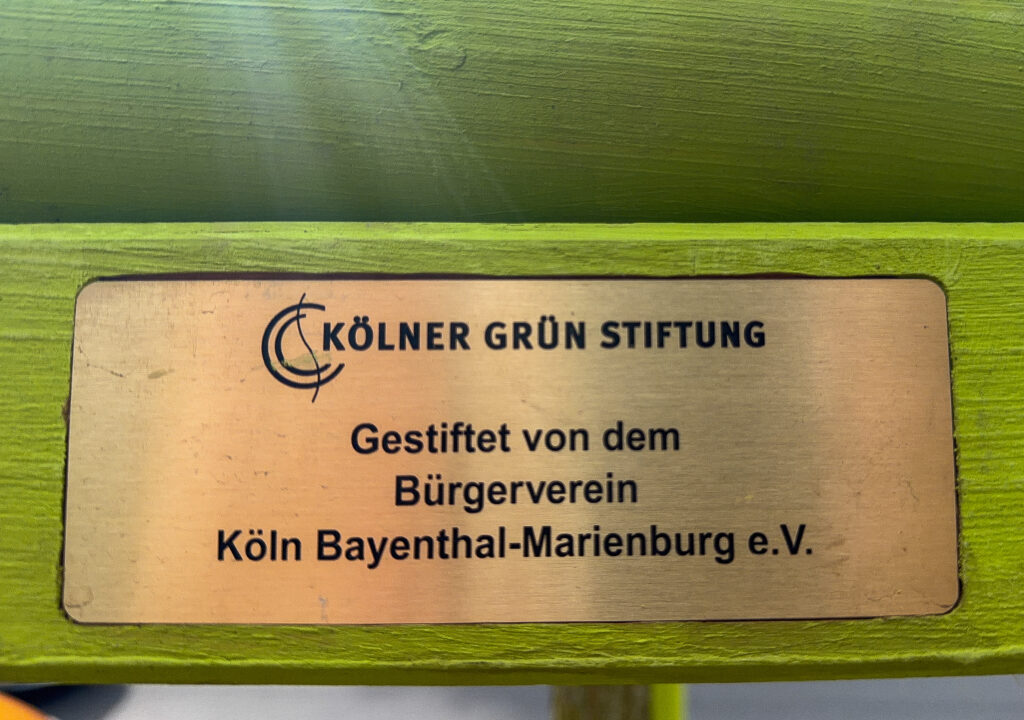 KÖLNER GRÜN STIFTUNG
Gestiftet von dem
Bürgerverein
Köln Bayenthal-Marienburg e.V.